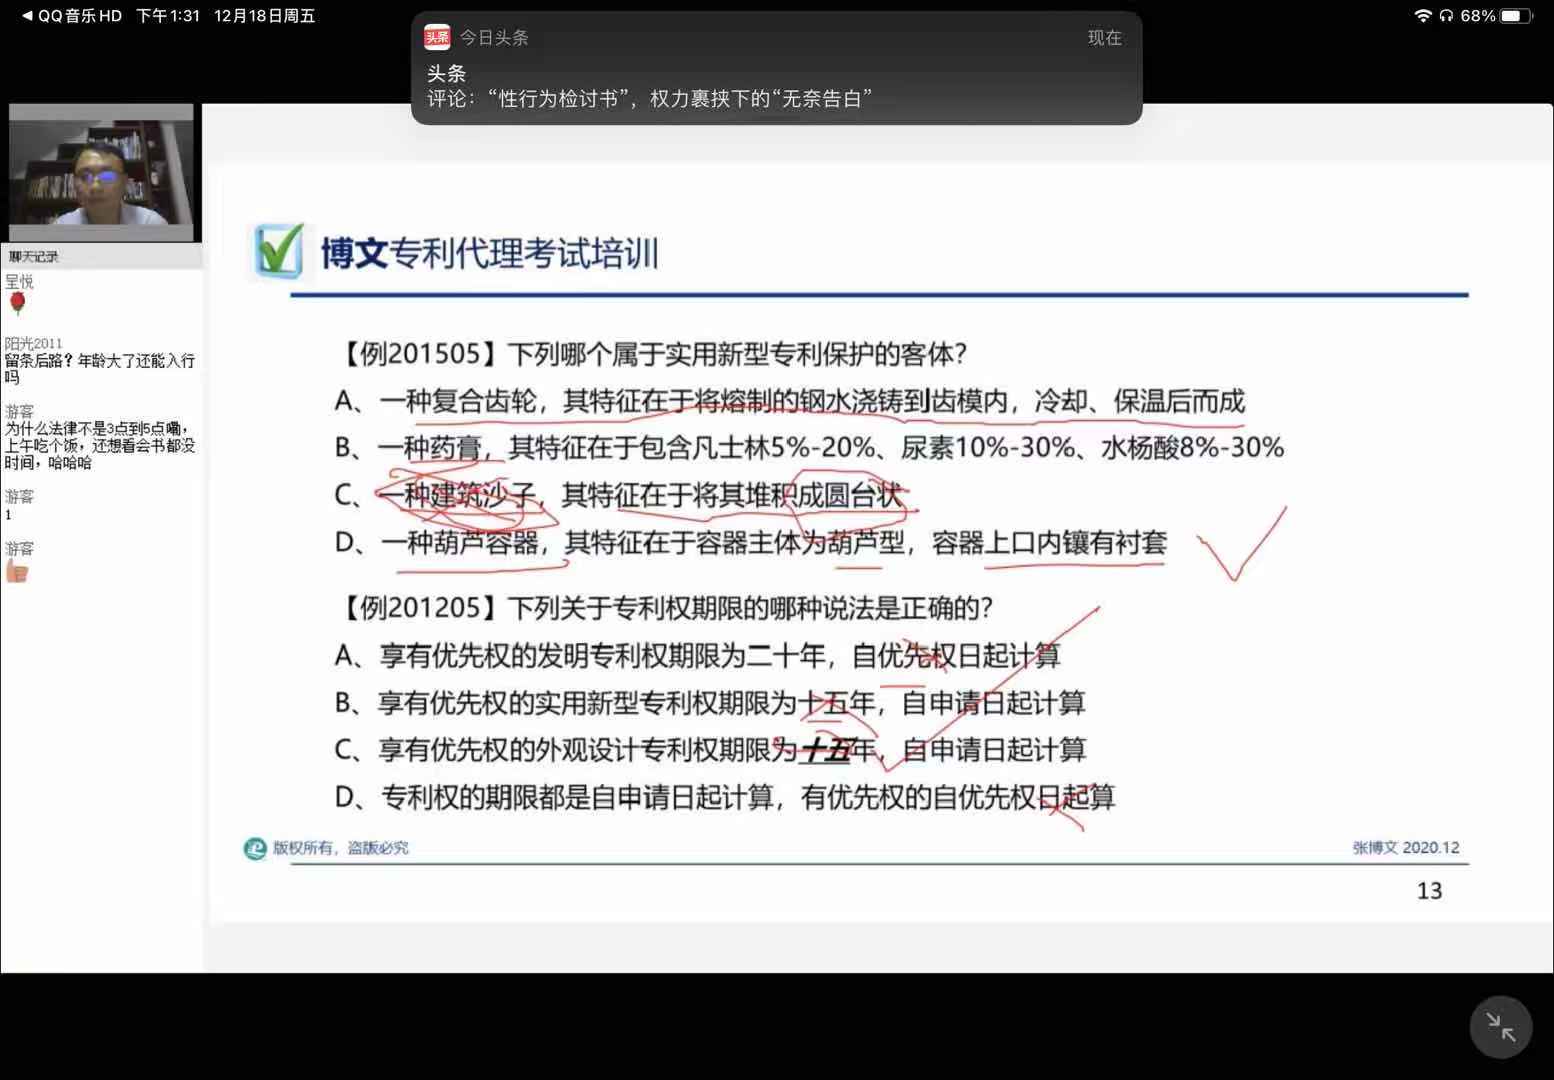 QQ音乐HD 下午1:31 12月18日周五
68%
头条 今日头条 现在
头条
评论：“性行为检讨书”，权力裹挟下的“无奈告白”
聊天记录
呈悦
阳光2011
留条后路？年龄大了还能入行
吗
游客
为什么法律不是3点到5点嘞，
上午吃个饭，还想看会书都没
时间，哈哈哈
游客
1
游客
博文专利代理考试培训
【例201505】下列哪个属于实用新型专利保护的客体？
A、一种复合齿轮，其特征在于将熔制的钢水浇铸到齿模内，冷却、保温后而成
B、一种药膏，其特征在于包含凡士林5%-20%、尿素10%-30%、水杨酸8%-30%
C、一种建筑沙子，其特征在于将其堆积成圆台状
D、一种葫芦容器，其特征在于容器主体为葫芦型，容器上口内镶有衬套
【例201205】下列关于专利权期限的哪种说法是正确的？
A、享有优先权的发明专利权期限为二十年，自优先权日起计算
B、享有优先权的实用新型专利权期限为十五年，自申请日起计算
C、享有优先权的外观设计专利权期限为十五年，自申请日起计算
D、专利权的期限都是自申请日起计算，有优先权的自优先权日起算
版权所有，盗版必究
张博文 2020.12
13